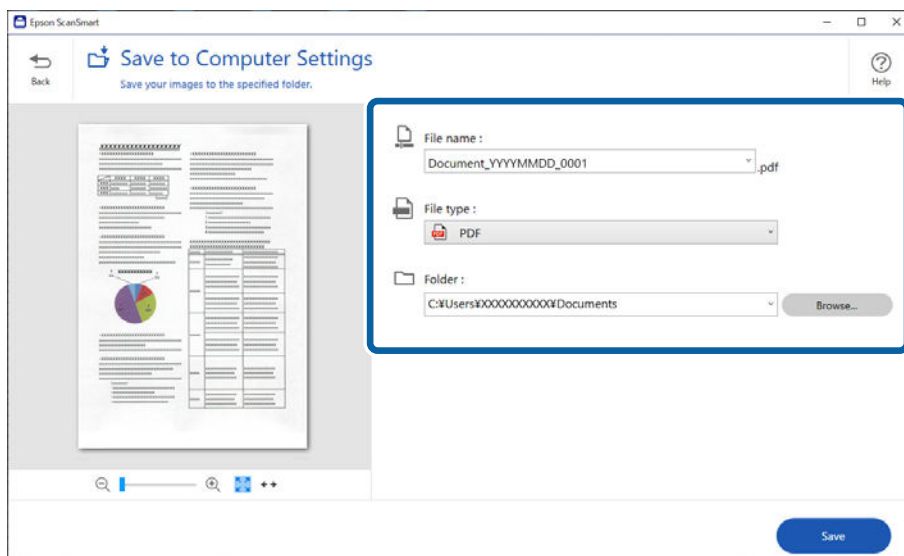 Epson ScanSmart
Back
Save to Computer Settings
Save your images to the specified folder.
Help
File name :
Document_YYYYMMDD_0001
.pdf
File type :
PDF
Folder :
C:¥Users¥XXXXXXXXXX¥Documents
Browse...
Save